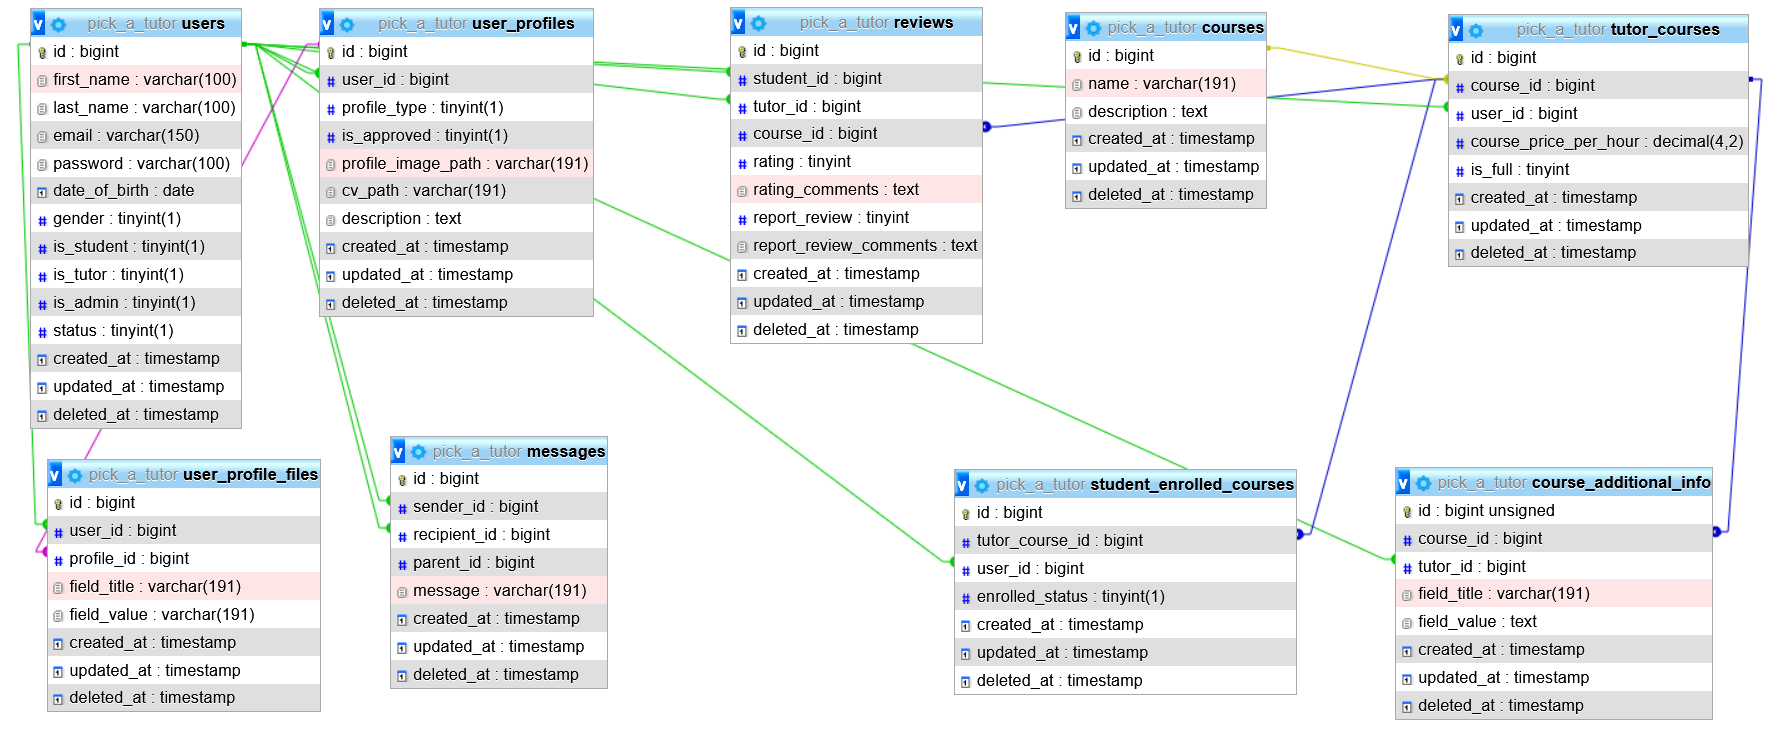 pick_a_tutor users
id : bigint
first_name : varchar(100)
last_name : varchar(100)
email : varchar(150)
password : varchar(100)
date_of_birth : date
gender : tinyint(1)
is_student : tinyint(1)
is_tutor : tinyint(1)
is_admin : tinyint(1)
status : tinyint(1)
created_at : timestamp
updated_at : timestamp
deleted_at : timestamp
pick_a_tutor user_profiles
id : bigint
user_id : bigint
profile_type : tinyint(1)
is_approved : tinyint(1)
profile_image_path : varchar(191)
cv_path : varchar(191)
description : text
created_at : timestamp
updated_at : timestamp
deleted_at : timestamp
pick_a_tutor reviews
id : bigint
student_id : bigint
tutor_id : bigint
course_id : bigint
rating : tinyint
rating_comments : text
report_review : tinyint
report_review_comments : text
created_at : timestamp
updated_at : timestamp
deleted_at : timestamp
pick_a_tutor courses
id : bigint
name : varchar(191)
description : text
created_at : timestamp
updated_at : timestamp
deleted_at : timestamp
pick_a_tutor tutor_courses
id : bigint
course_id : bigint
user_id : bigint
course_price_per_hour : decimal(4,2)
is_full : tinyint
created_at : timestamp
updated_at : timestamp
deleted_at : timestamp
pick_a_tutor user_profile_files
id : bigint
user_id : bigint
profile_id : bigint
field_title : varchar(191)
field_value : varchar(191)
created_at : timestamp
updated_at : timestamp
deleted_at : timestamp
pick_a_tutor messages
id : bigint
sender_id : bigint
recipient_id : bigint
parent_id : bigint
message : varchar(191)
created_at : timestamp
updated_at : timestamp
deleted_at : timestamp
pick_a_tutor student_enrolled_courses
id : bigint
tutor_course_id : bigint
user_id : bigint
enrolled_status : tinyint(1)
created_at : timestamp
updated_at : timestamp
deleted_at : timestamp
pick_a_tutor course_additional_info
id : bigint unsigned
course_id : bigint
tutor_id : bigint
field_title : varchar(191)
field_value : text
created_at : timestamp
updated_at : timestamp
deleted_at : timestamp